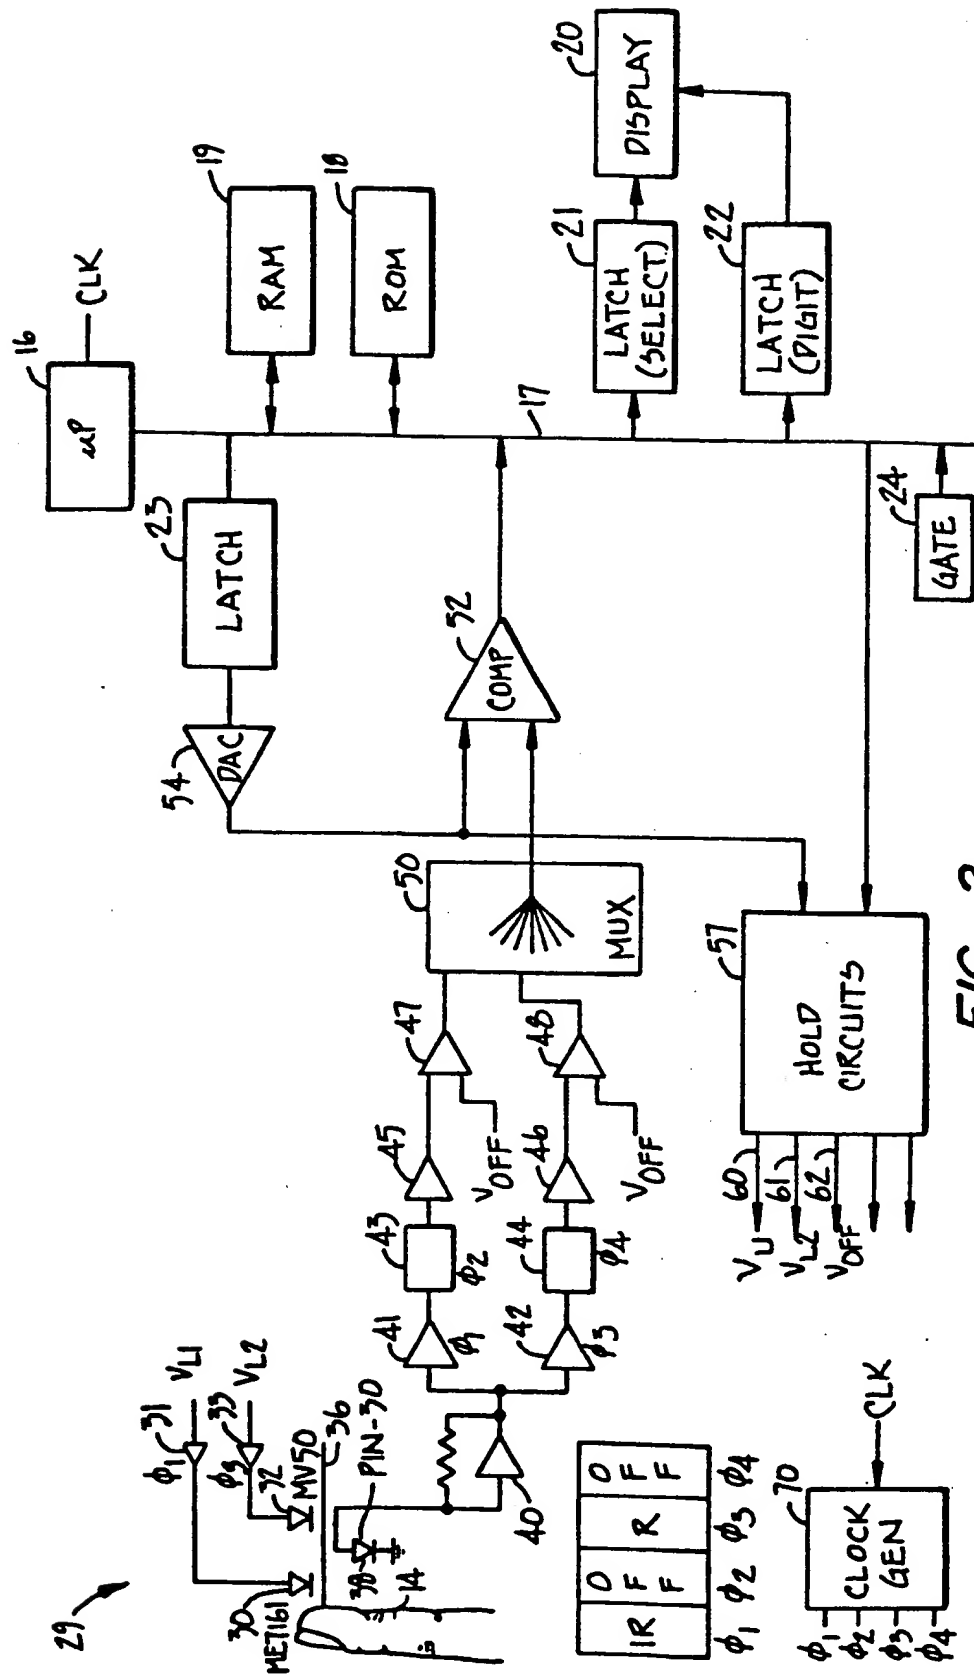 29
φ1
31
VL1
φ3
33
VL2
30
ME7161
32
MV50
36
38
PIN-30
14
40
41
φ1
42
φ3
43
φ2
44
φ4
45
46
47
VOFF
48
VOFF
50
MUX
54
DAC
23
LATCH
16
µP
CLK
19
RAM
18
ROM
52
COMP
17
21
LATCH
(SELECT)
20
DISPLAY
22
LATCH
(DIGIT)
24
GATE
57
HOLD
CIRCUITS
60
VL1
61
VL2
62
VOFF
IR
OFF
R
OFF
φ1 φ2 φ3 φ4
70
CLOCK
GEN
CLK
φ1
φ2
φ3
φ4